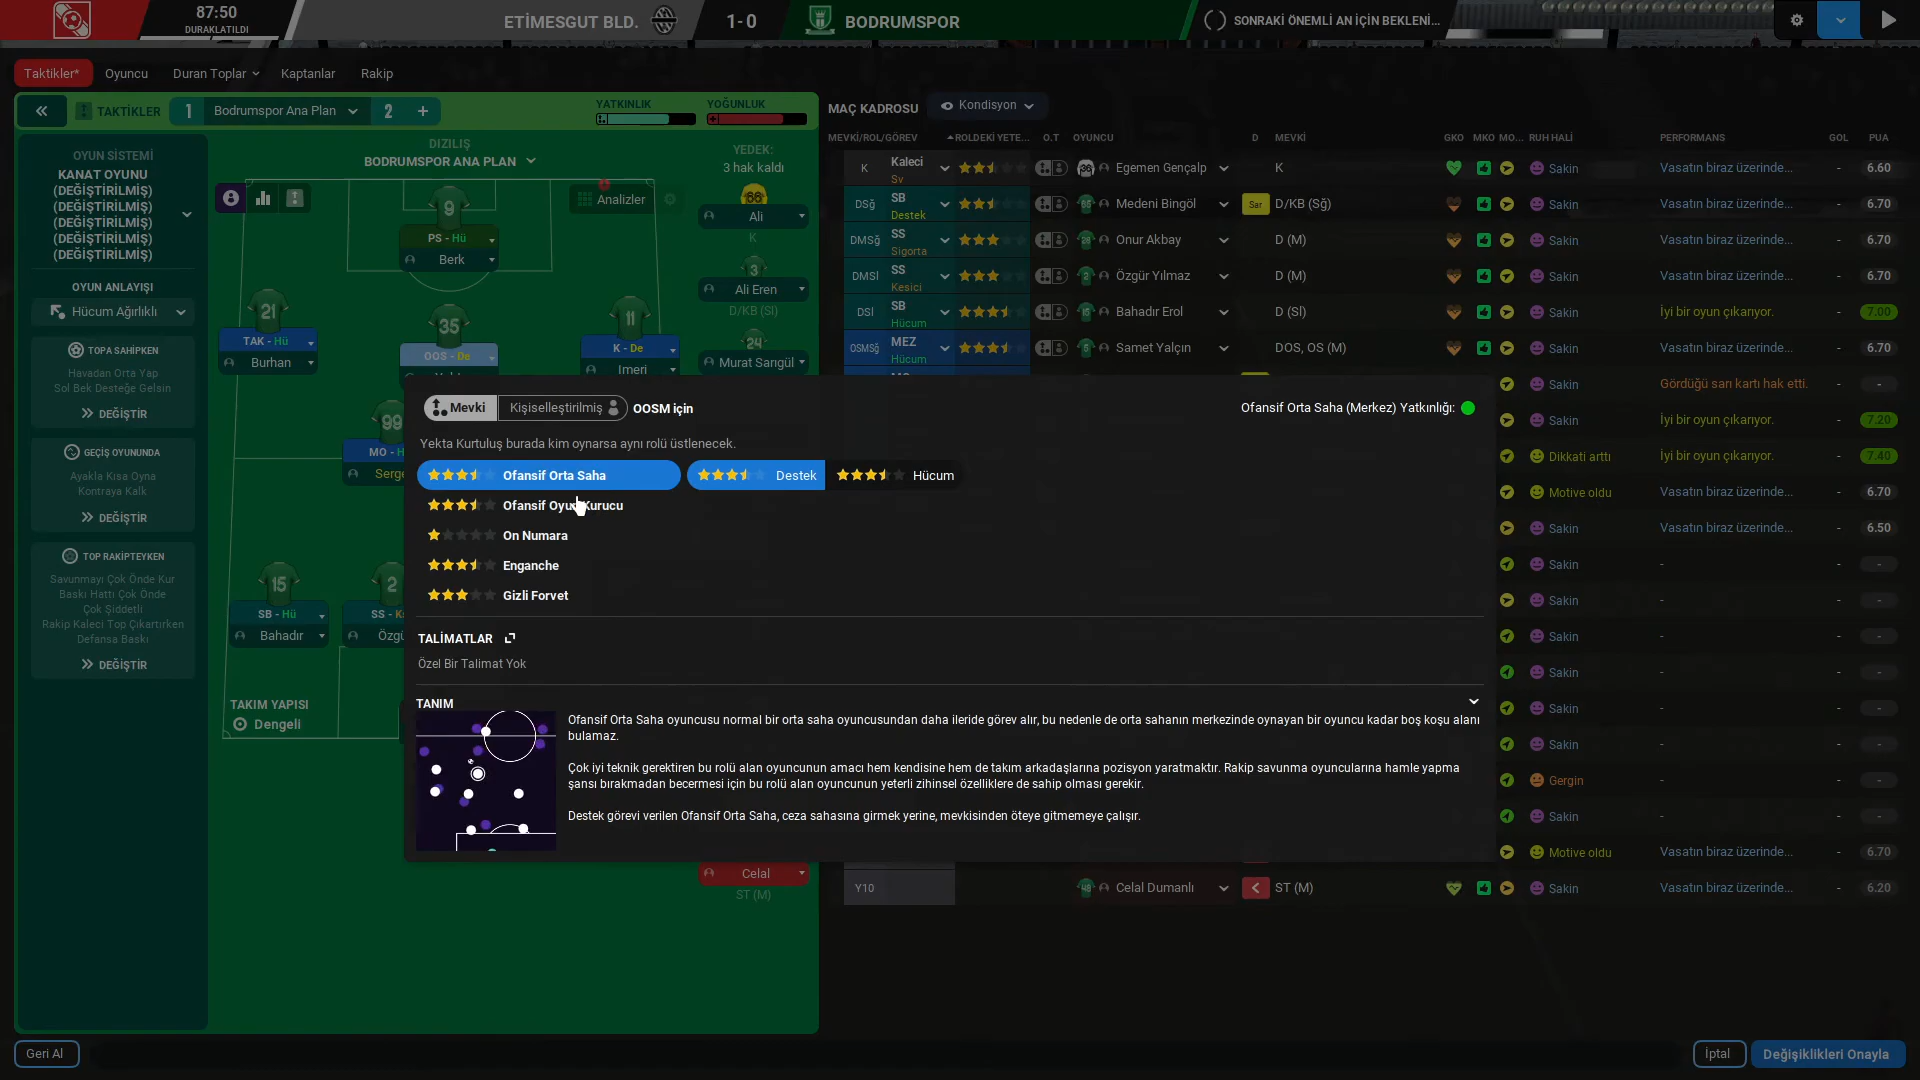 87:50
DURAKLATILDI
ETİMESGUT BLD.
1-0
BODRUMSPOR
SONRAKİ ÖNEMLİ AN İÇİN BEKLENİ...
Taktikler*
Oyuncu
Duran Toplar
Kaptanlar
Rakip
TAKTİKLER
1
Bodrumspor Ana Plan
2
+
YATKINLIK
YOĞUNLUK
OYUN SİSTEMİ
KANAT OYUNU
(DEĞİŞTİRİLMİŞ)
(DEĞİŞTİRİLMİŞ)
(DEĞİŞTİRİLMİŞ)
(DEĞİŞTİRİLMİŞ)
(DEĞİŞTİRİLMİŞ)
OYUN ANLAYIŞI
Hücum Ağırlıklı
TOPA SAHİPKEN
Havadan Orta Yap
Sol Bek Desteğe Gelsin
DEĞİŞTİR
GEÇİŞ OYUNUNDA
Ayakla Kısa Oyna
Kontraya Kalk
DEĞİŞTİR
TOP RAKİPTEYKEN
Savunmayı Çok Önde Kur
Baskı Hattı Çok Önde
Çok Şiddetli
Rakip Kaleci Top Çıkartırken
Defansa Baskı
DEĞİŞTİR
DİZİLİŞ
BODRUMSPOR ANA PLAN
Analizler
9
PS - Hü
Berk
21
TAK - Hü
Burhan
35
OOS - De
11
K - De
Imeri
99
MO - H
Serge
15
SB - Hü
Bahadır
2
SS - K
Özgü
TAKIM YAPISI
Dengeli
YEDEK:
3 hak kaldı
66
Ali
K
3
Ali Eren
D/KB (Sl)
24
Murat Sarıgül
Celal
ST (M)
MAÇ KADROSU
Kondisyon
MEVKİ/ROL/GÖREV
ROLDEKİ YETE...
O.T
OYUNCU
D
MEVKİ
GKO
MKO
MO...
RUH HALİ
PERFORMANS
GOL
PUA
K
Kaleci
Sv
Egemen Gençalp
K
Sakin
Vasatın biraz üzerinde...
-
6.60
DSğ
SB
Destek
Medeni Bingöl
Sar
D/KB (Sğ)
Sakin
Vasatın biraz üzerinde...
-
6.70
DMSğ
SS
Sigorta
Onur Akbay
D (M)
Sakin
Vasatın biraz üzerinde...
-
6.70
DMSl
SS
Kesici
Özgür Yılmaz
D (M)
Sakin
Vasatın biraz üzerinde...
-
6.70
DSl
SB
Hücum
Bahadır Erol
D (Sl)
Sakin
İyi bir oyun çıkarıyor.
-
7.00
OSMSğ
MEZ
Hücum
Samet Yalçın
DOS, OS (M)
Sakin
Vasatın biraz üzerinde...
-
6.70
Sakin
Gördüğü sarı kartı hak etti.
-
-
Sakin
İyi bir oyun çıkarıyor.
-
7.20
Dikkati arttı
İyi bir oyun çıkarıyor.
-
7.40
Motive oldu
Vasatın biraz üzerinde...
-
6.70
Sakin
Vasatın biraz üzerinde...
-
6.50
Sakin
-
-
Sakin
-
-
Sakin
-
-
Sakin
-
-
Sakin
-
-
Sakin
-
-
Gergin
-
-
Sakin
-
-
Motive oldu
Vasatın biraz üzerinde...
-
6.70
Y10
Celal Dumanlı
ST (M)
Sakin
Vasatın biraz üzerinde...
-
6.20
Mevki
Kişiselleştirilmiş
OOSM için
Ofansif Orta Saha (Merkez) Yatkınlığı:
Yekta Kurtuluş burada kim oynarsa aynı rolü üstlenecek.
Ofansif Orta Saha
Destek
Hücum
Ofansif Oyun Kurucu
On Numara
Enganche
Gizli Forvet
TALİMATLAR
Özel Bir Talimat Yok
TANIM
Ofansif Orta Saha oyuncusu normal bir orta saha oyuncusundan daha ileride görev alır, bu nedenle de orta sahanın merkezinde oynayan bir oyuncu kadar boş koşu alanı
bulamaz.
Çok iyi teknik gerektiren bu rolü alan oyuncunun amacı hem kendisine hem de takım arkadaşlarına pozisyon yaratmaktır. Rakip savunma oyuncularına hamle yapma
şansı bırakmadan becermesi için bu rolü alan oyuncunun yeterli zihinsel özelliklere de sahip olması gerekir.
Destek görevi verilen Ofansif Orta Saha, ceza sahasına girmek yerine, mevkisinden öteye gitmemeye çalışır.
Geri Al
İptal
Değişiklikleri Onayla